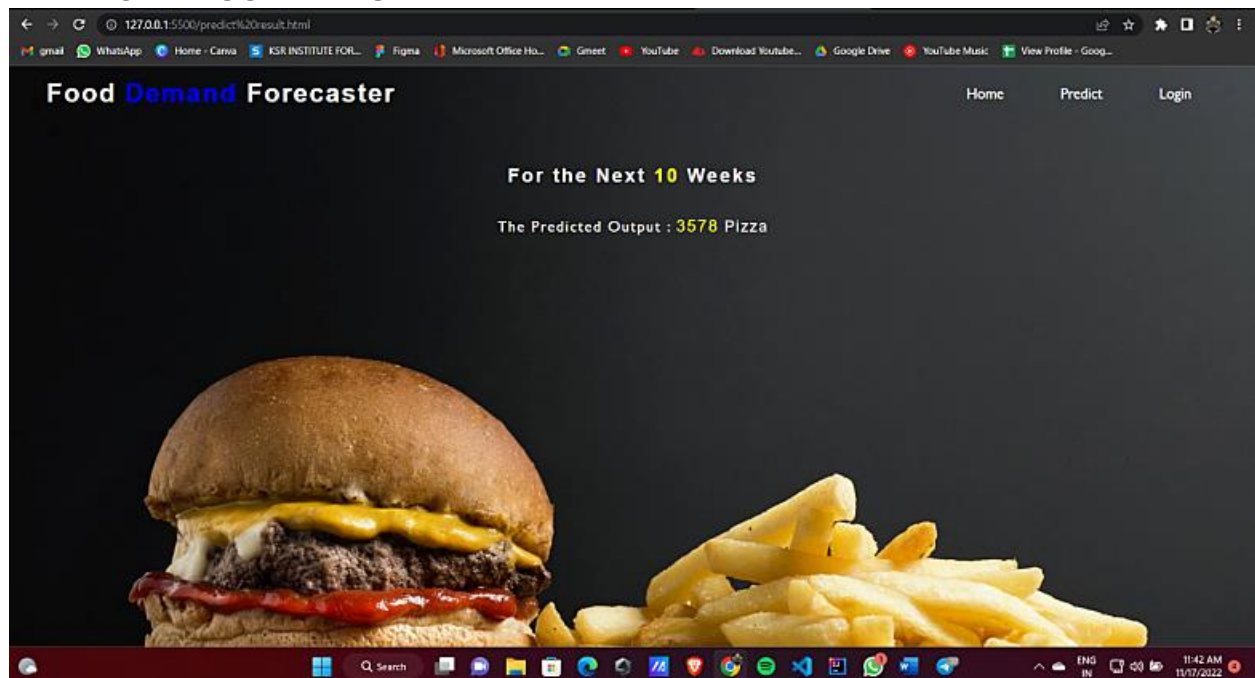 127.0.0.1:5500/predict%20result.html
gmail WhatsApp Home - Canva KSR INSTITUTE FOR... Figma Microsoft Office Ho... Gmeet YouTube Download Youtube... Google Drive YouTube Music View Profile - Goog...
Food Demand Forecaster Home Predict Login
For the Next 10 Weeks
The Predicted Output : 3578 Pizza
Search ENG 11:42 AM
IN 11/17/2022